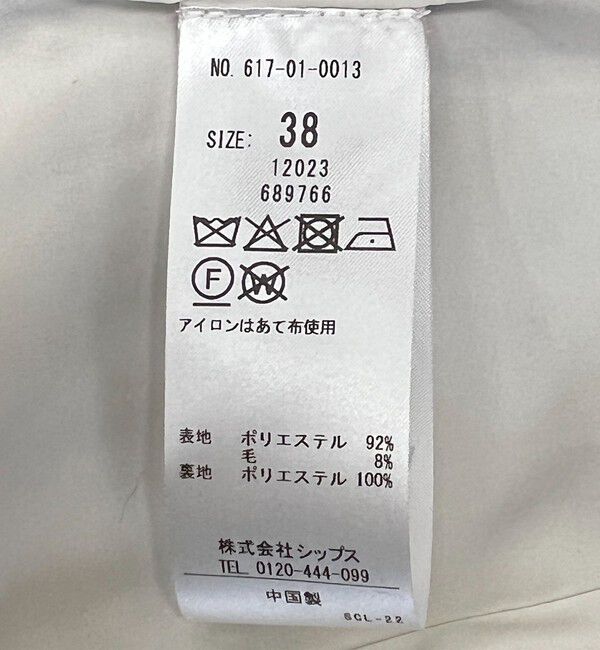 NO. 617-01-0013
SIZE: 38
12023
689766
F W
アイロンはあて布使用
表地 ポリエステル 92%
毛 8%
裏地 ポリエステル 100%
株式会社シップス
TEL 0120-444-099
中国製
SCL-22